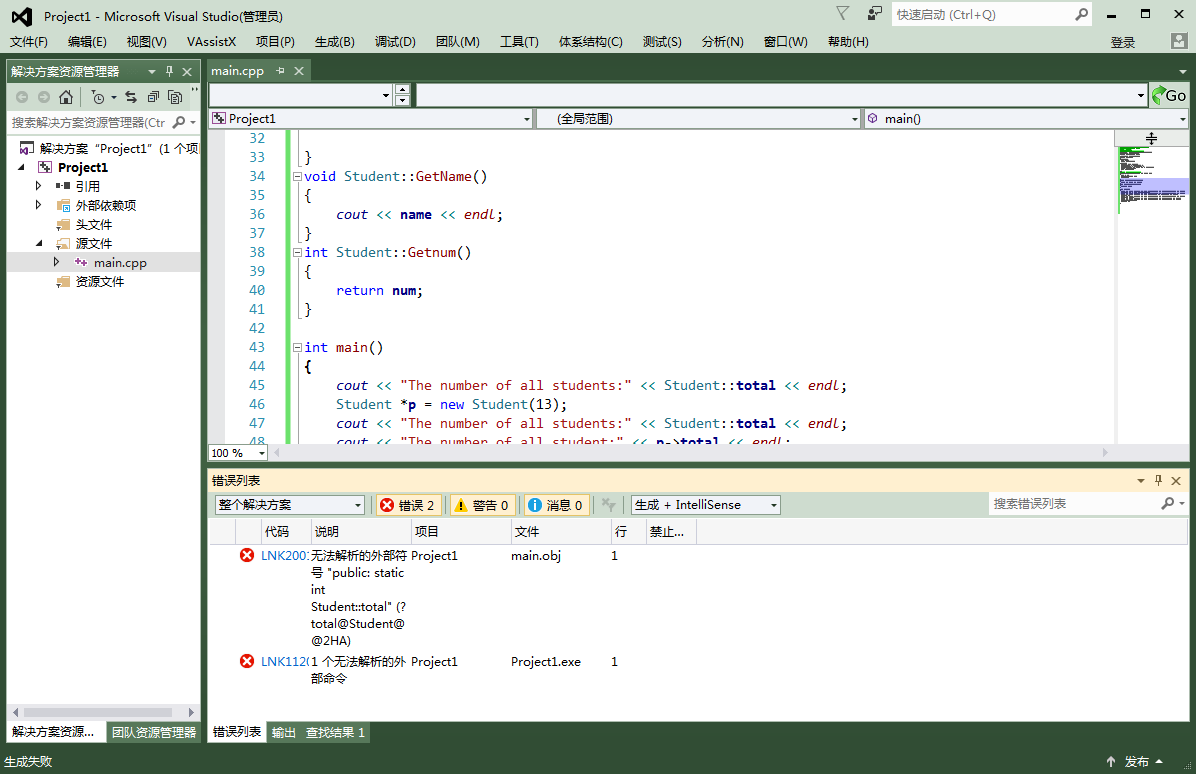 Project1 - Microsoft Visual Studio(管理员)
快速启动 (Ctrl+Q)
文件(F) 编辑(E) 视图(V) VAssistX 项目(P) 生成(B) 调试(D) 团队(M) 工具(T) 体系结构(C) 测试(S) 分析(N) 窗口(W) 帮助(H) 登录
解决方案资源管理器
搜索解决方案资源管理器(Ctr
解决方案 "Project1" (1 个项
Project1
引用
外部依赖项
头文件
源文件
main.cpp
资源文件
解决方案资源... 团队资源管理器
main.cpp
Go
Project1 (全局范围) main()
32
33 }
34 void Student::GetName()
35 {
36 cout << name << endl;
37 }
38 int Student::Getnum()
39 {
40 return num;
41 }
42
43 int main()
44 {
45 cout << "The number of all students:" << Student::total << endl;
46 Student *p = new Student(13);
47 cout << "The number of all students:" << Student::total << endl;
48 cout << "The number of all student:" << p->total << endl;
100 %
错误列表
整个解决方案 错误 2 警告 0 消息 0 生成 + IntelliSense 搜索错误列表
代码 说明 项目 文件 行 禁止...
LNK200 无法解析的外部符 Project1 main.obj 1
号 "public: static
int
Student::total" (?
total@Student@
@2HA)
LNK112 1 个无法解析的外 Project1 Project1.exe 1
部命令
错误列表 输出 查找结果 1
生成失败 发布